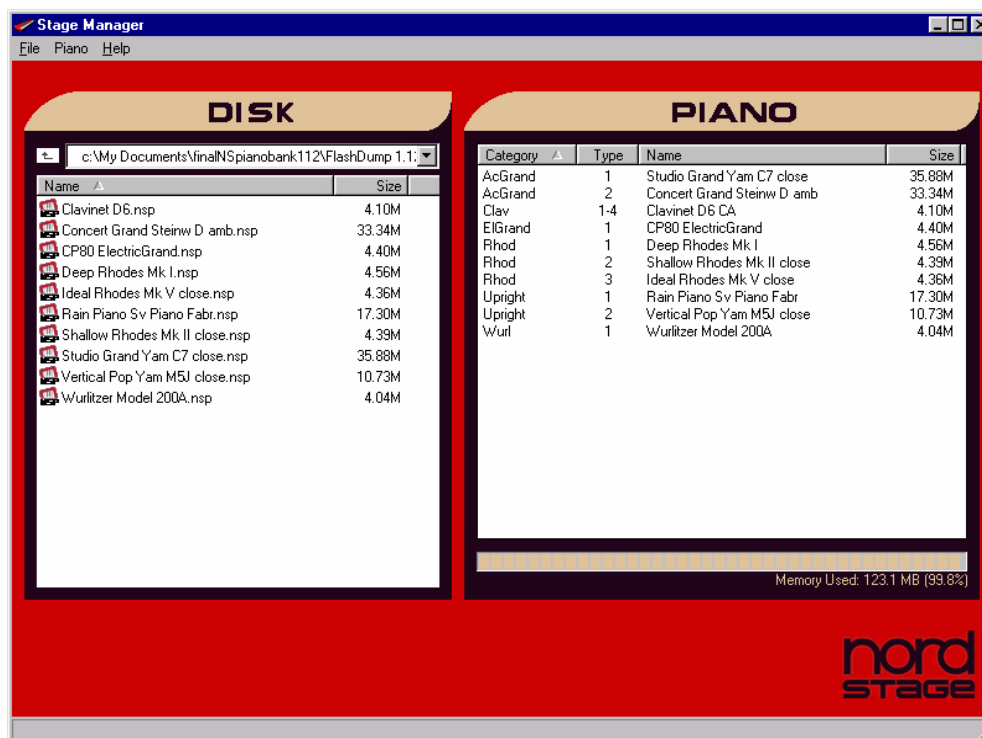 Stage Manager
File Piano Help
DISK
c:\My Documents\finalNSpianobank112\FlashDump 1.1:
Name Size
Clavinet D6.nsp 4.10M
Concert Grand Steinw D amb.nsp 33.34M
CP80 ElectricGrand.nsp 4.40M
Deep Rhodes Mk I.nsp 4.56M
Ideal Rhodes Mk V close.nsp 4.36M
Rain Piano Sv Piano Fabr.nsp 17.30M
Shallow Rhodes Mk II close.nsp 4.39M
Studio Grand Yam C7 close.nsp 35.88M
Vertical Pop Yam M5J close.nsp 10.73M
Wurlitzer Model 200A.nsp 4.04M
PIANO
Category Type Name Size
AcGrand 1 Studio Grand Yam C7 close 35.88M
AcGrand 2 Concert Grand Steinw D amb 33.34M
Clav 1-4 Clavinet D6 CA 4.10M
ElGrand 1 CP80 ElectricGrand 4.40M
Rhod 1 Deep Rhodes Mk I 4.56M
Rhod 2 Shallow Rhodes Mk II close 4.39M
Rhod 3 Ideal Rhodes Mk V close 4.36M
Upright 1 Rain Piano Sv Piano Fabr 17.30M
Upright 2 Vertical Pop Yam M5J close 10.73M
Wurl 1 Wurlitzer Model 200A 4.04M
Memory Used: 123.1 MB (99.8%)
nord
stage